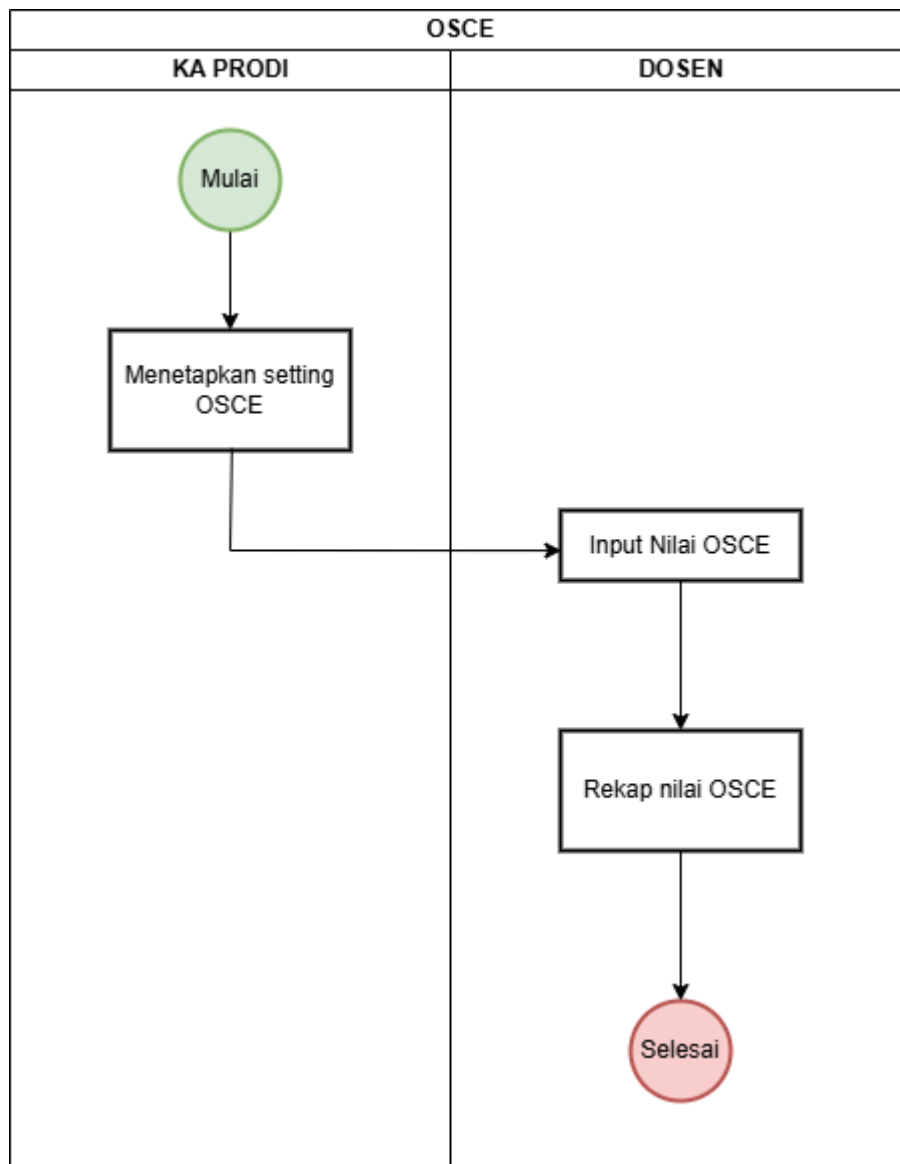 OSCE
KA PRODI
DOSEN
Mulai
Menetapkan setting
OSCE
Input Nilai OSCE
Rekap nilai OSCE
Selesai